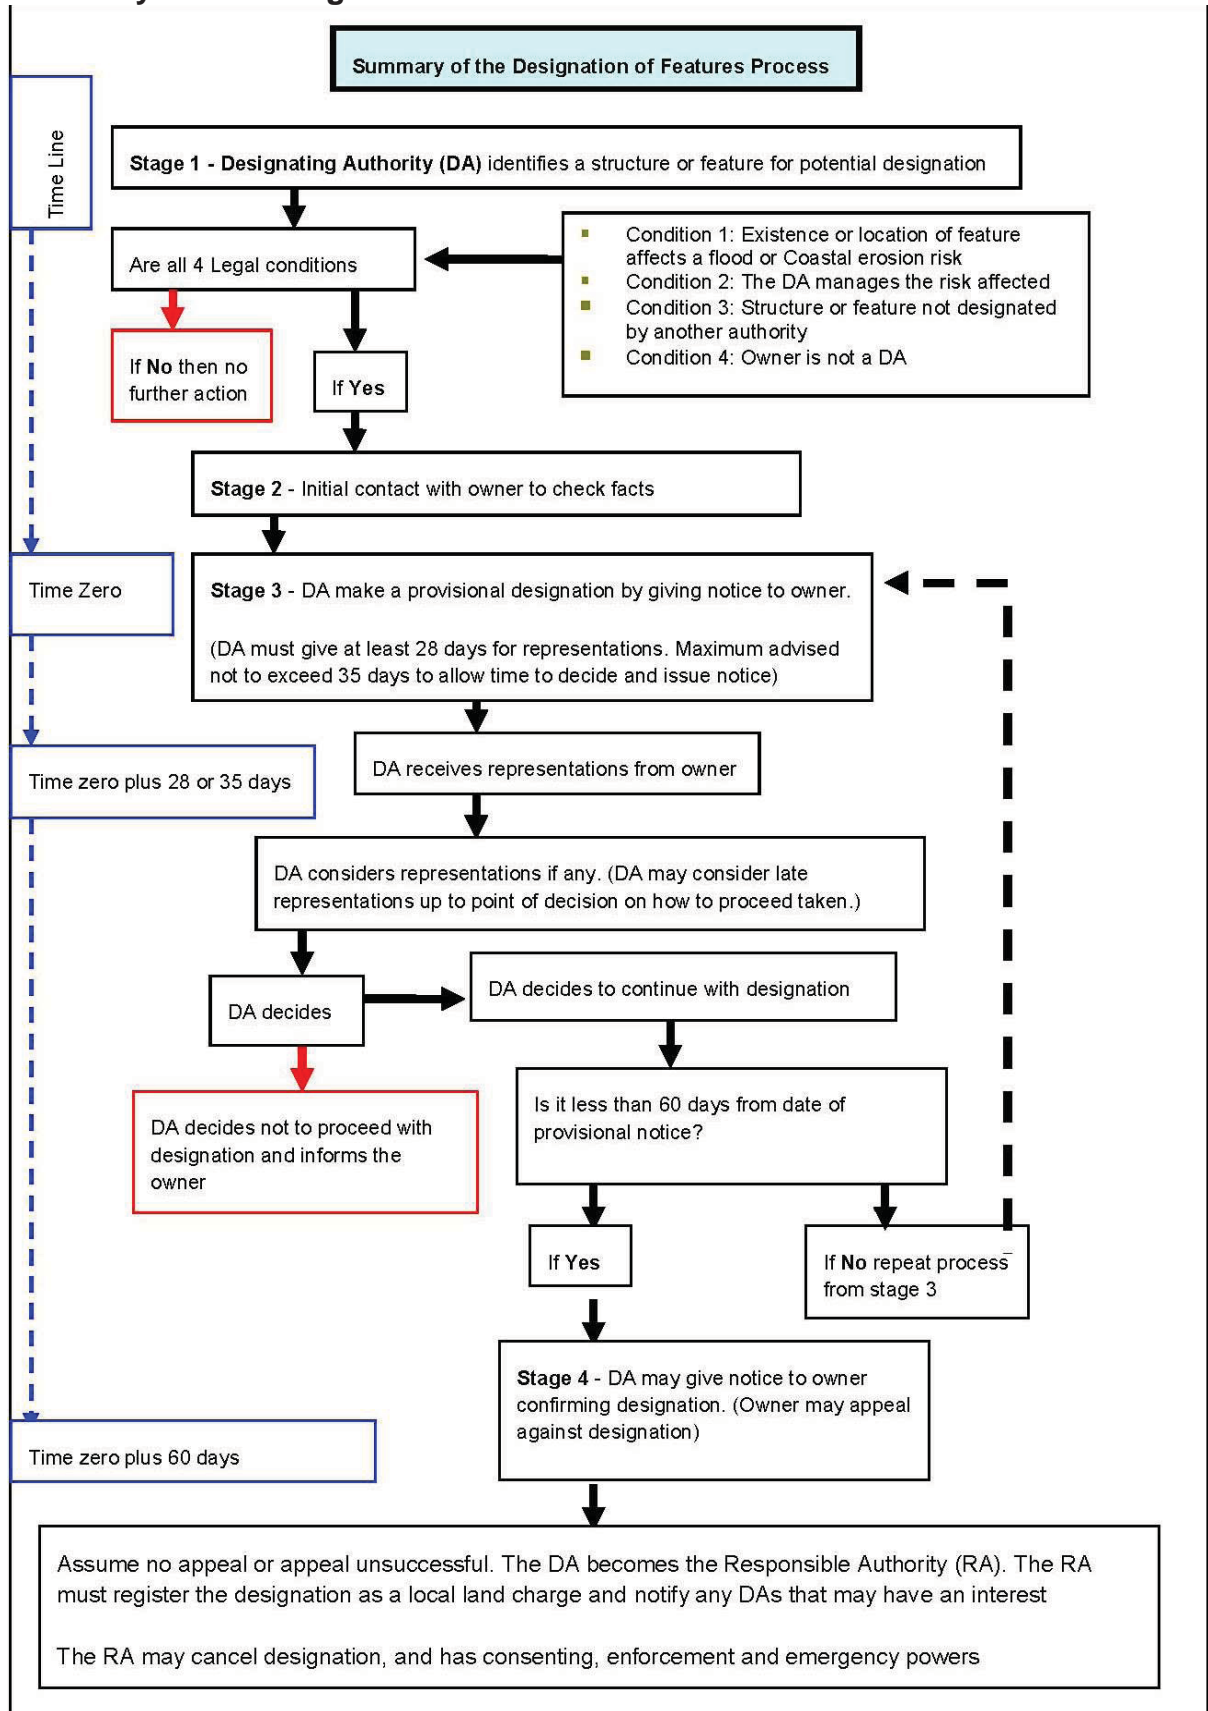 Summary of the Designation of Features Process
Time Line
Stage 1 - Designating Authority (DA) identifies a structure or feature for potential designation
Are all 4 Legal conditions
Condition 1: Existence or location of feature
affects a flood or Coastal erosion risk
Condition 2: The DA manages the risk affected
Condition 3: Structure or feature not designated
by another authority
Condition 4: Owner is not a DA
If No then no
further action
If Yes
Stage 2 - Initial contact with owner to check facts
Time Zero
Stage 3 - DA make a provisional designation by giving notice to owner.
(DA must give at least 28 days for representations. Maximum advised
not to exceed 35 days to allow time to decide and issue notice)
Time zero plus 28 or 35 days
DA receives representations from owner
DA considers representations if any. (DA may consider late
representations up to point of decision on how to proceed taken.)
DA decides
DA decides to continue with designation
DA decides not to proceed with
designation and informs the
owner
Is it less than 60 days from date of
provisional notice?
If Yes
If No repeat process
from stage 3
Stage 4 - DA may give notice to owner
confirming designation. (Owner may appeal
against designation)
Time zero plus 60 days
Assume no appeal or appeal unsuccessful. The DA becomes the Responsible Authority (RA). The RA
must register the designation as a local land charge and notify any DAs that may have an interest
The RA may cancel designation, and has consenting, enforcement and emergency powers